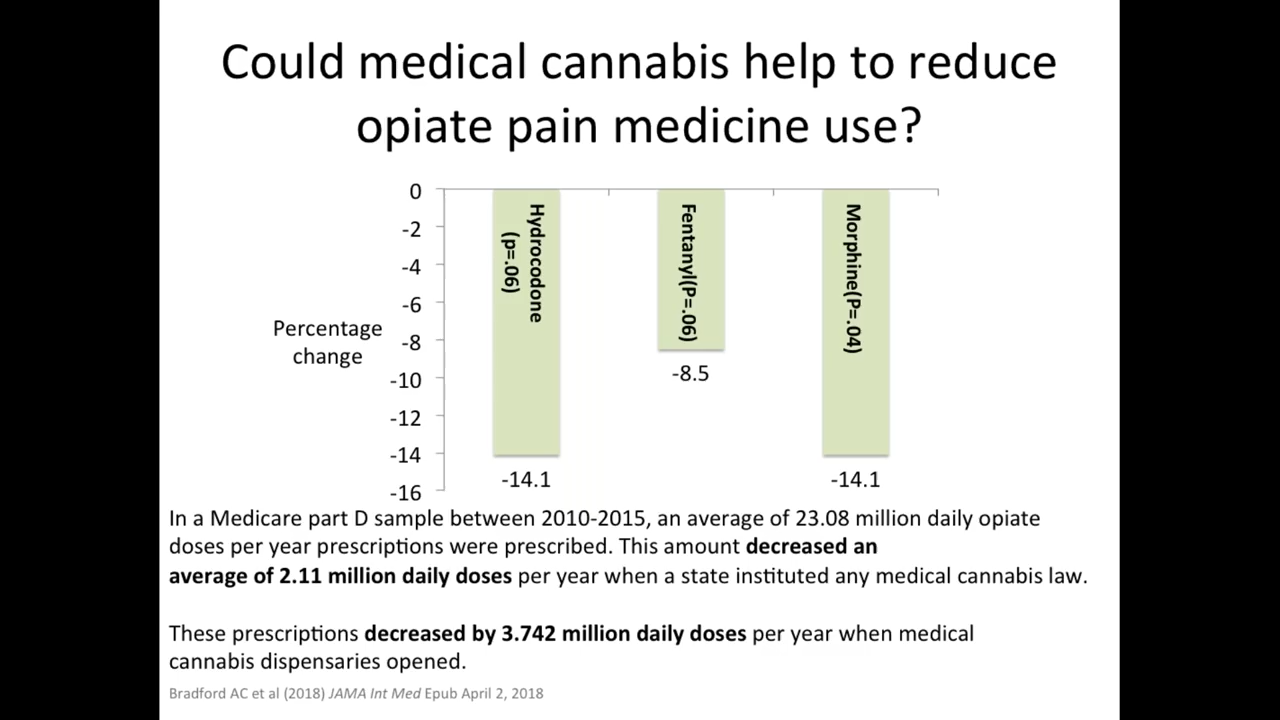 Could medical cannabis help to reduce
opiate pain medicine use?
0
-2
-4
-6
-8
-10
-12
-14
-16
Percentage
change
Hydrocodone
(p=.06)
-14.1
Fentanyl(P=.06)
-8.5
Morphine(P=.04)
-14.1
In a Medicare part D sample between 2010-2015, an average of 23.08 million daily opiate
doses per year prescriptions were prescribed. This amount decreased an
average of 2.11 million daily doses per year when a state instituted any medical cannabis law.
These prescriptions decreased by 3.742 million daily doses per year when medical
cannabis dispensaries opened.
Bradford AC et al (2018) JAMA Int Med Epub April 2, 2018